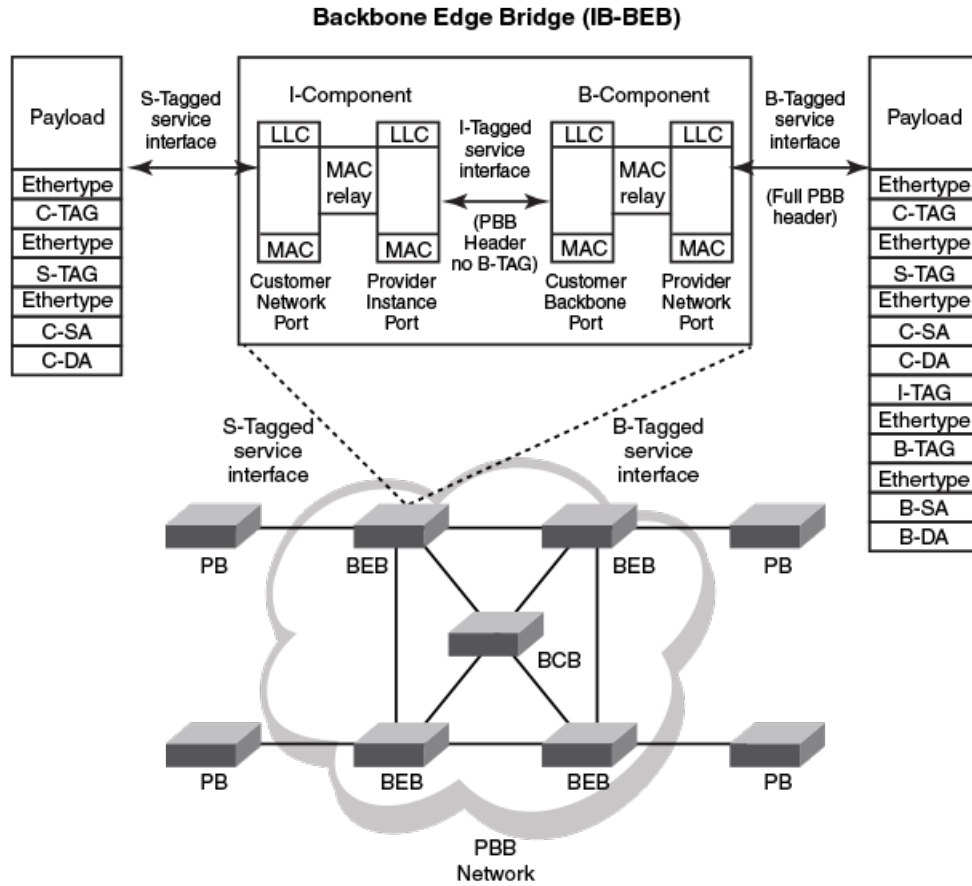 Backbone Edge Bridge (IB-BEB)
Payload
Ethertype
C-TAG
Ethertype
S-TAG
Ethertype
C-SA
C-DA
S-Tagged
service
interface
I-Component
LLC
MAC
Customer
Network
Port
MAC
relay
LLC
MAC
Provider
Instance
Port
I-Tagged
service
interface
(PBB
Header
no B-TAG)
B-Component
LLC
MAC
Customer
Backbone
Port
MAC
relay
LLC
MAC
Provider
Network
Port
B-Tagged
service
interface
(Full PBB
header)
Payload
Ethertype
C-TAG
Ethertype
S-TAG
Ethertype
C-SA
C-DA
I-TAG
Ethertype
B-TAG
Ethertype
B-SA
B-DA
S-Tagged
service
interface
B-Tagged
service
interface
PB
BEB
BEB
PB
BCB
PB
BEB
BEB
PB
PBB
Network